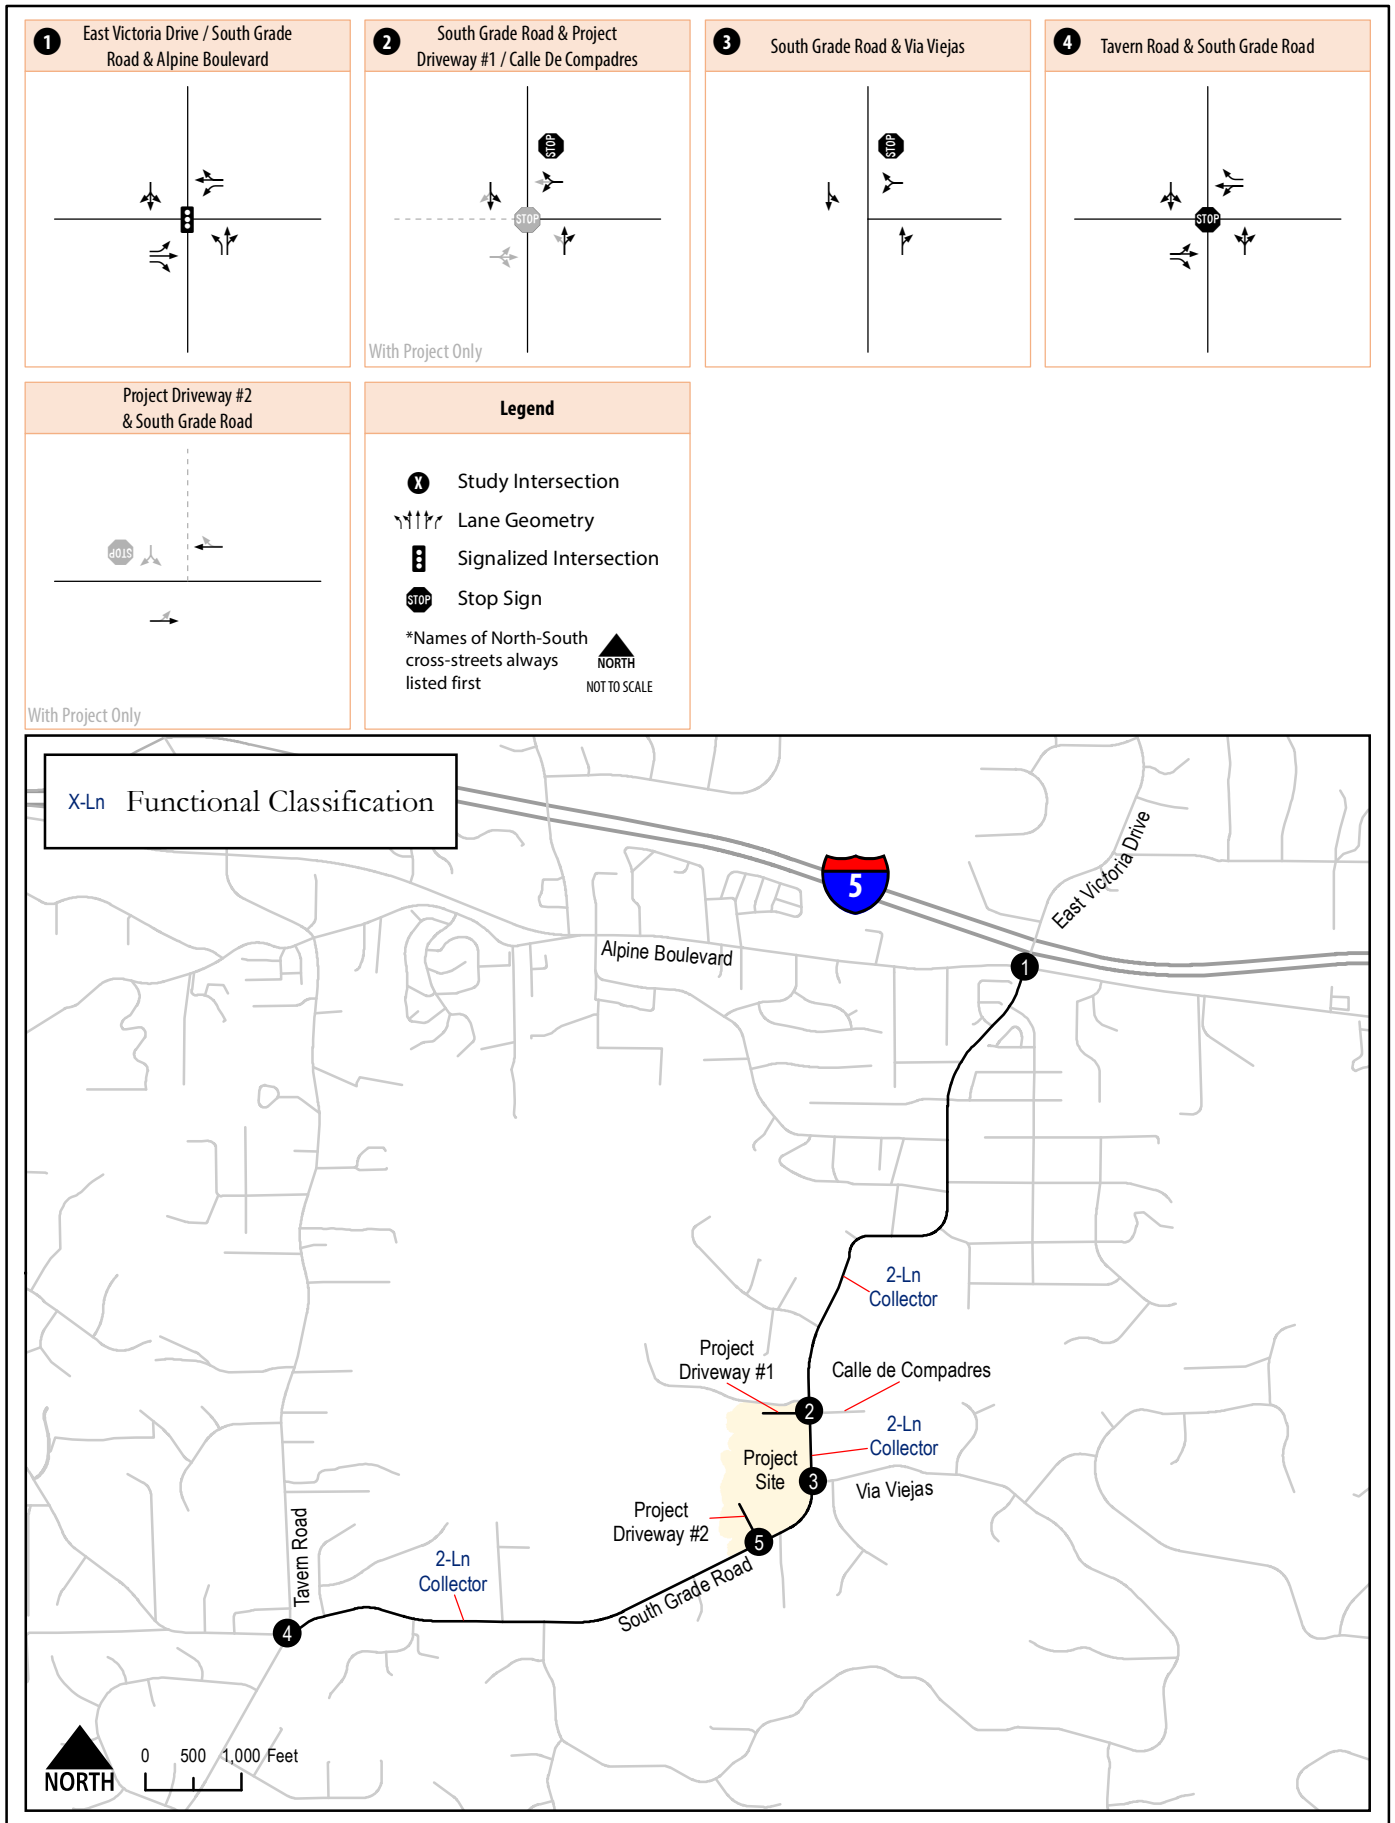 1
East Victoria Drive / South Grade
Road & Alpine Boulevard
2
South Grade Road & Project
Driveway #1 / Calle De Compadres
STOP
STOP
With Project Only
3
South Grade Road & Via Viejas
STOP
4
Tavern Road & South Grade Road
STOP
Project Driveway #2
& South Grade Road
STOP
With Project Only
Legend
X
Study Intersection
Lane Geometry
Signalized Intersection
STOP
Stop Sign
*Names of North-South
cross-streets always
listed first
NORTH
NOT TO SCALE
X-Ln Functional Classification
5
East Victoria Drive
Alpine Boulevard
1
2-Ln
Collector
Project
Driveway #1
Calle de Compadres
2
2-Ln
Collector
Project
Site
3
Via Viejas
Project
Driveway #2
5
South Grade Road
Tavern Road
2-Ln
Collector
4
NORTH
0 500 1,000 Feet